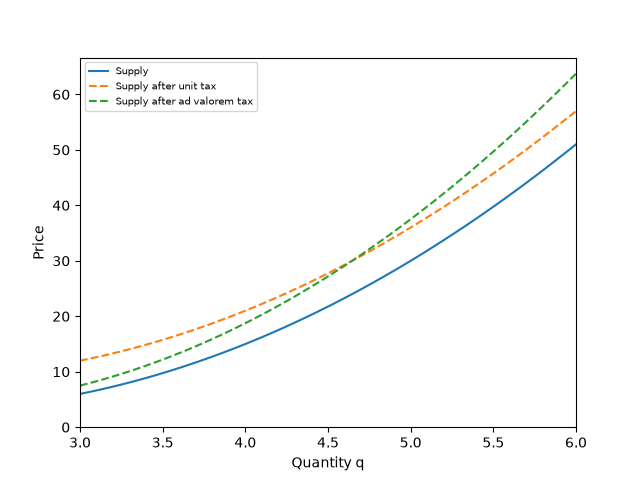 Supply
Supply after unit tax
Supply after ad valorem tax
60
50
40
30
20
10
0
Price
3.0 3.5 4.0 4.5 5.0 5.5 6.0
Quantity q